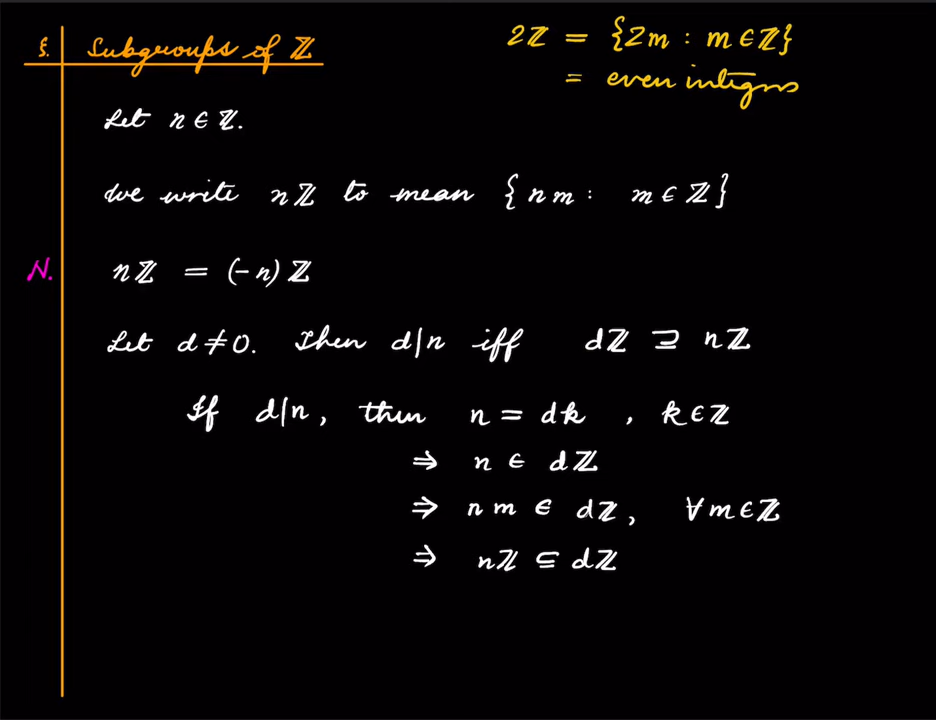 §. Subgroups of ℤ
2ℤ = {2m : m ∈ ℤ}
= even integers
Let n ∈ ℤ.
We write nℤ to mean {nm : m ∈ ℤ}
N. nℤ = (-n)ℤ
Let d ≠ 0. Then d|n iff dℤ ⊇ nℤ
If d|n, then n = dk , k ∈ ℤ
⇒ n ∈ dℤ
⇒ nm ∈ dℤ, ∀m ∈ ℤ
⇒ nℤ ⊆ dℤ